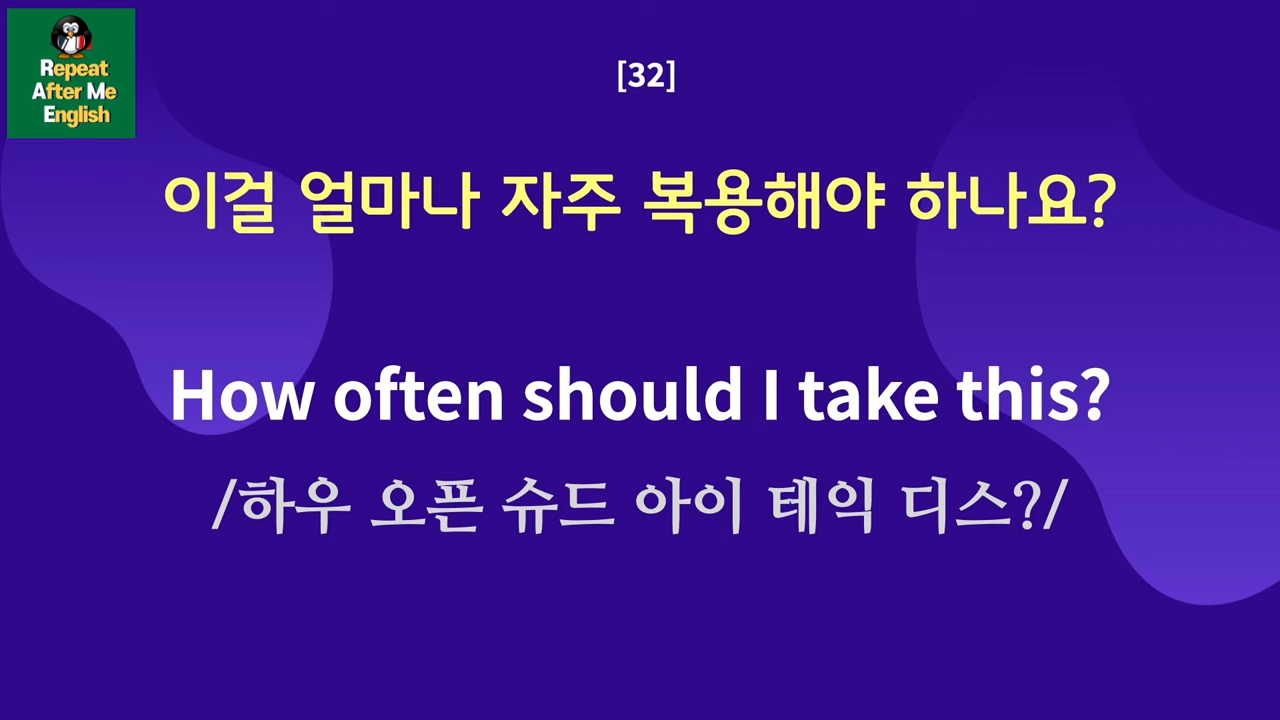 Repeat
After Me
English
[32]
이걸 얼마나 자주 복용해야 하나요?
How often should I take this?
/하우 오픈 슈드 아이 테익 디스?/